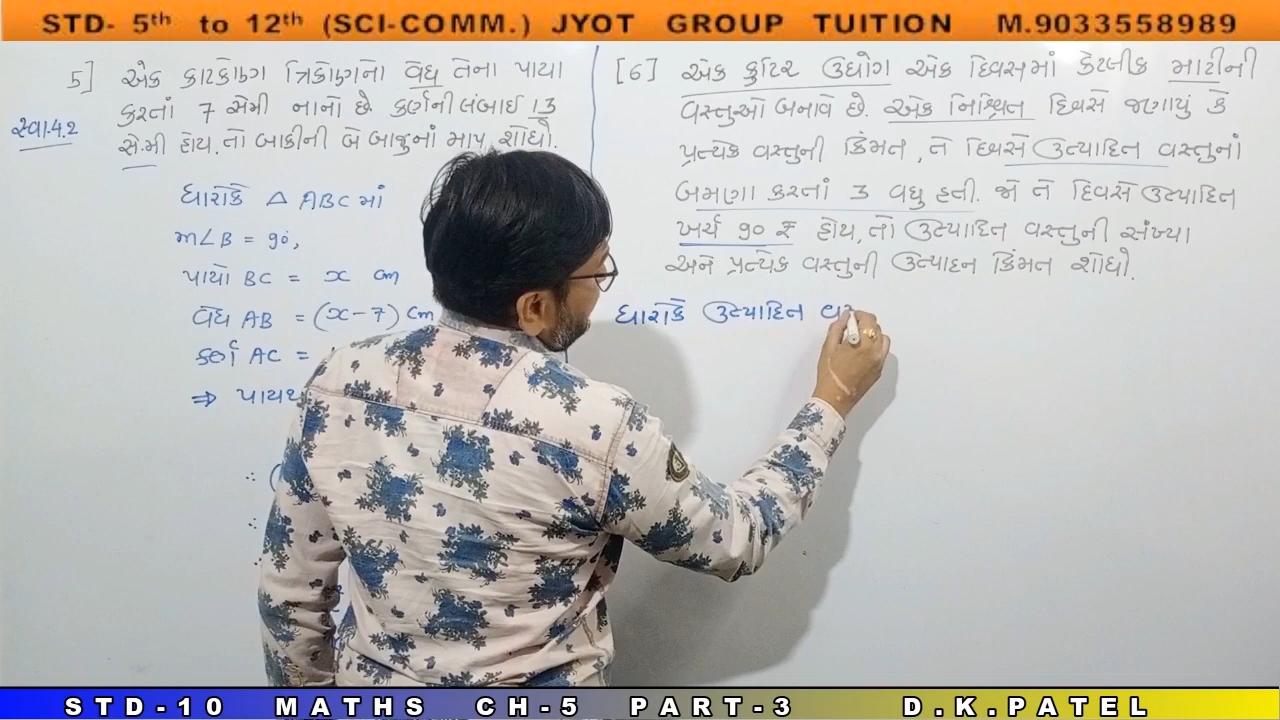 STD- 5th to 12th (SCI-COMM.) JYOT GROUP TUITION M.9033558989
5] એક કાટકોણ ત્રિકોણનો વેધ તેના પાયા
કરતાં 7 સેમી નાનો છે. કર્ણની લંબાઈ 13
સે.મી હોય, તો બાકીની બે બાજુનાં માપ શોધો.
સ્વા.4.2
ધારોકે △ ABC માં
m∠B = 90,
પાયો BC = x cm
વેધ AB = (x-7) cm
કર્ણ AC =
⇒ પાયથ
[6] એક કુટિર ઉદ્યોગ એક દિવસમાં કેટલીક માટીની
વસ્તુઓ બનાવે છે. એક નિશ્ચિત દિવસે જણાયું કે
પ્રત્યેક વસ્તુની કિંમત, તે દિવસે ઉત્પાદિત વસ્તુનાં
બમણા કરતાં 3 વધુ હતી. જો તે દિવસે ઉત્પાદિત
ખર્ચ 90 ₹ હોય, તો ઉત્પાદિત વસ્તુની સંખ્યા
અને પ્રત્યેક વસ્તુની ઉત્પાદન કિંમત શોધો.
ધારોકે ઉત્પાદિત
STD-10 MATHS CH-5 PART-3 D.K.PATEL